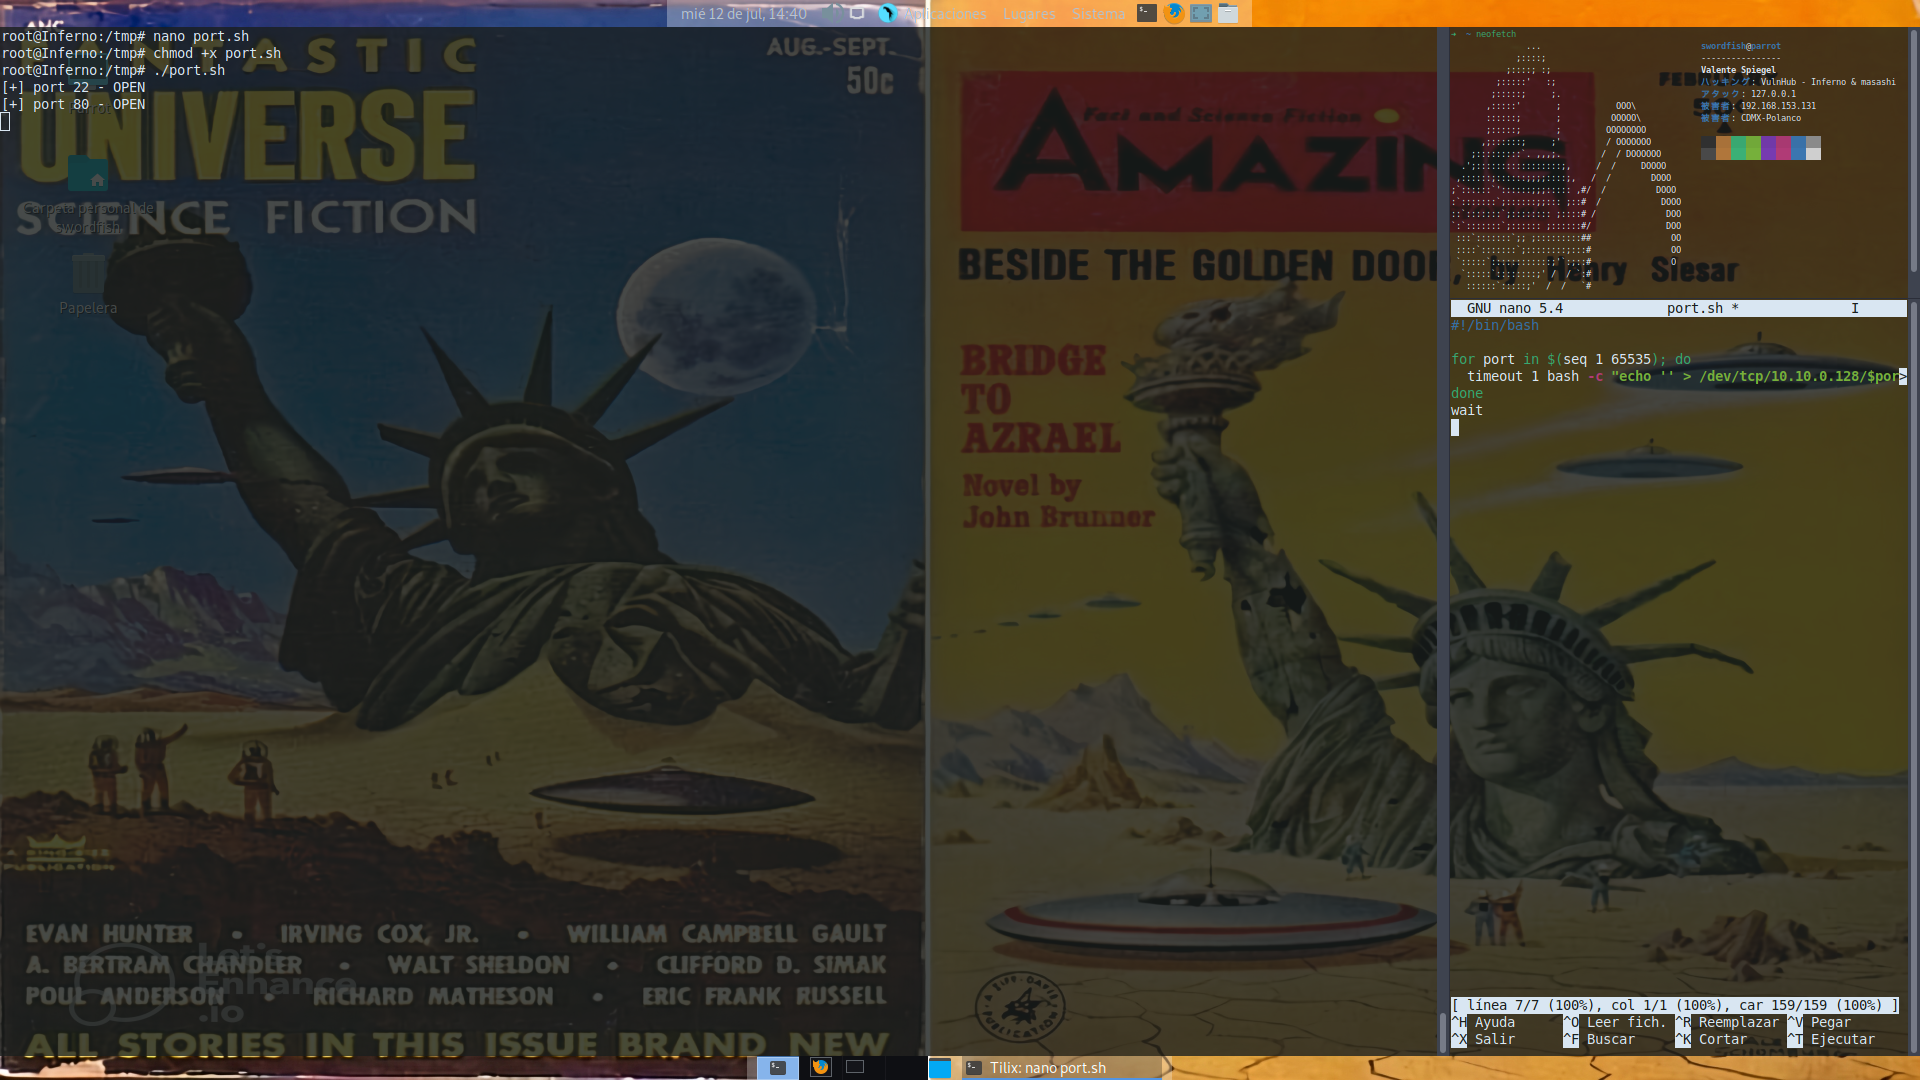 mié 12 de jul, 14:40
Aplicaciones Lugares Sistema
root@Inferno:/tmp# nano port.sh
root@Inferno:/tmp# chmod +x port.sh
root@Inferno:/tmp# ./port.sh
[+] port 22 - OPEN
[+] port 80 - OPEN
Parrot
Carpeta personal de
swordfish
Papelera
FANTASTIC
AUG.-SEPT.
50c
UNIVERSE
SCIENCE FICTION
A KING-SIZE
PUBLICATION
EVAN HUNTER • IRVING COX, JR. • WILLIAM CAMPBELL GAULT
A. BERTRAM CHANDLER • WALT SHELDON • CLIFFORD D. SIMAK
POUL ANDERSON • RICHARD MATHESON • ERIC FRANK RUSSELL
ALL STORIES IN THIS ISSUE BRAND NEW
Let's
Enhance
.io
Fact and Science Fiction
AMAZING
BESIDE THE GOLDEN DOOR, by Henry Slesar
BRIDGE
TO
AZRAEL
Novel by
John Brunner
➜ ~ neofetch
swordfish@parrot
----------------
Valente Spiegel
ハッキング: VulnHub - Inferno & masashi
アタック: 127.0.0.1
被害者: 192.168.153.131
被害者: CDMX-Polanco
GNU nano 5.4 port.sh * I
#!/bin/bash
for port in $(seq 1 65535); do
timeout 1 bash -c "echo '' > /dev/tcp/10.10.0.128/$por>
done
wait
[ línea 7/7 (100%), col 1/1 (100%), car 159/159 (100%) ]
^H Ayuda ^O Leer fich. ^R Reemplazar ^V Pegar
^X Salir ^F Buscar ^K Cortar ^T Ejecutar
Tilix: nano port.sh